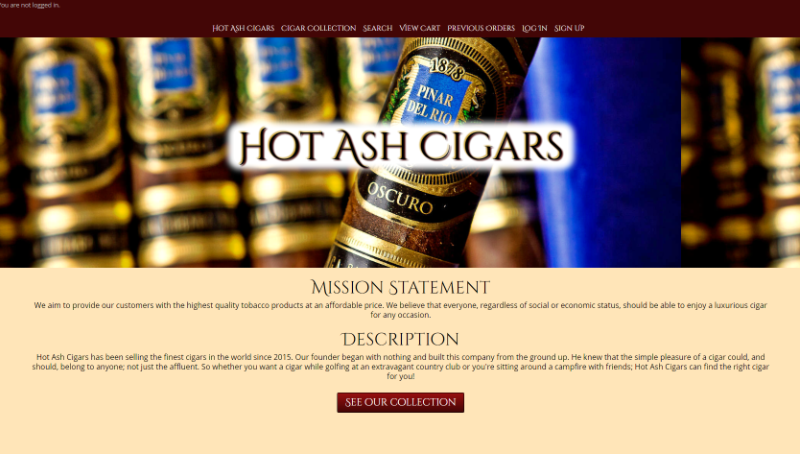 You are not logged in.
Hot Ash Cigars Cigar Collection Search View Cart Previous Orders Log In Sign Up
1878
PINAR
DEL RIO
Hot Ash Cigars
OSCURO
Mission Statement
We aim to provide our customers with the highest quality tobacco products at an affordable price. We believe that everyone, regardless of social or economic status, should be able to enjoy a luxurious cigar
for any occasion.
Description
Hot Ash Cigars has been selling the finest cigars in the world since 2015. Our founder began with nothing and built this company from the ground up. He knew that the simple pleasure of a cigar could, and
should, belong to anyone; not just the affluent. So whether you want a cigar while golfing at an extravagant country club or you're sitting around a campfire with friends; Hot Ash Cigars can find the right cigar
for you!
See our collection